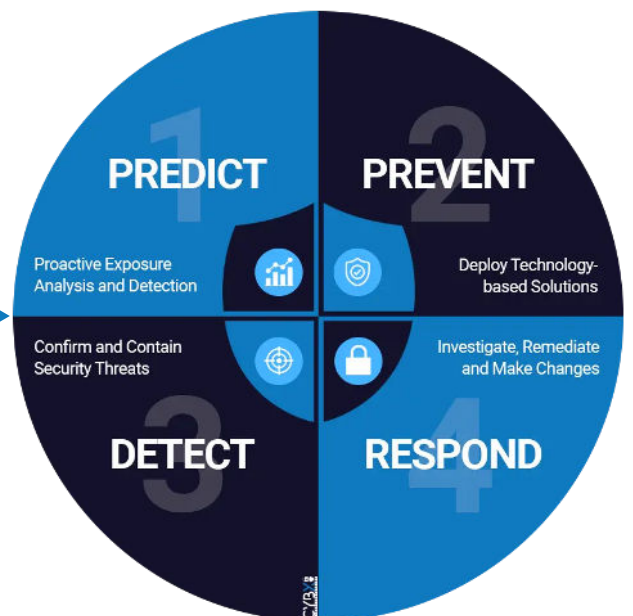 1
PREDICT
Proactive Exposure
Analysis and Detection
2
PREVENT
Deploy Technology-
based Solutions
Confirm and Contain
Security Threats
3
DETECT
Investigate, Remediate
and Make Changes
4
RESPOND